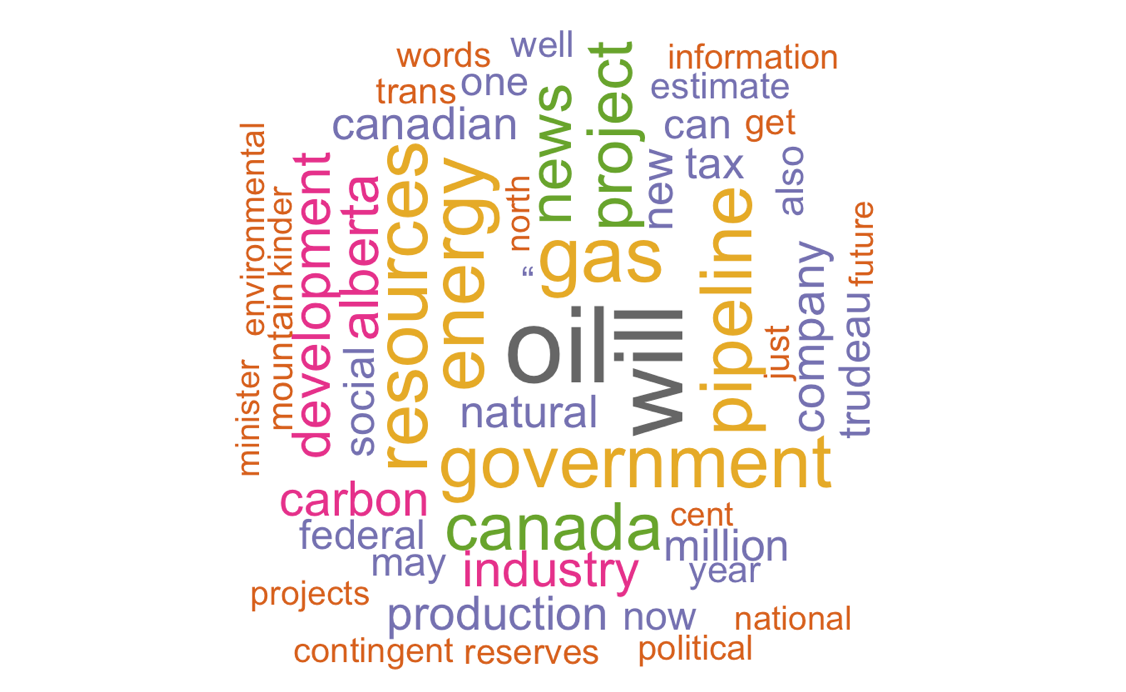 well
words
information
project
one
trans
estimate
news
canadian
can
get
environmental
development
alberta
resources
energy
north
new
tax
also
kinder
“
gas
pipeline
future
company
mountain
oil
will
just
trudeau
social
minister
natural
government
carbon
canada
cent
federal
million
may
industry
year
projects
production
now
national
contingent
reserves
political